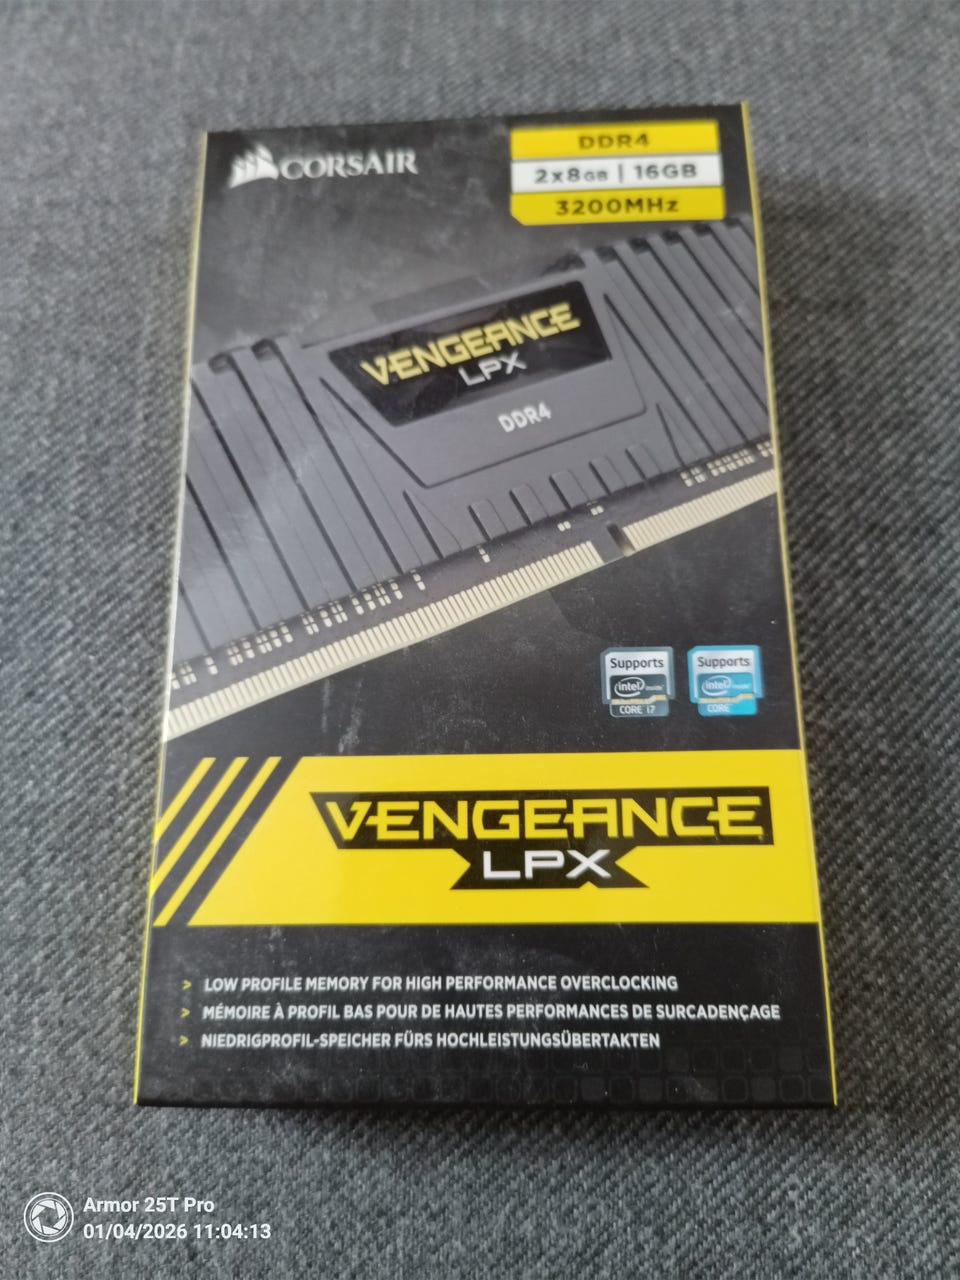 CORSAIR
DDR4
2x8GB | 16GB
3200MHz
VENGEANCE
LPX
DDR4
Supports
intel inside
CORE i7
Supports
intel inside
CORE
VENGEANCE
LPX
> LOW PROFILE MEMORY FOR HIGH PERFORMANCE OVERCLOCKING
> MÉMOIRE À PROFIL BAS POUR DE HAUTES PERFORMANCES DE SURCADENÇAGE
> NIEDRIGPROFIL-SPEICHER FÜRS HOCHLEISTUNGSÜBERTAKTEN
Armor 25T Pro
01/04/2026 11:04:13